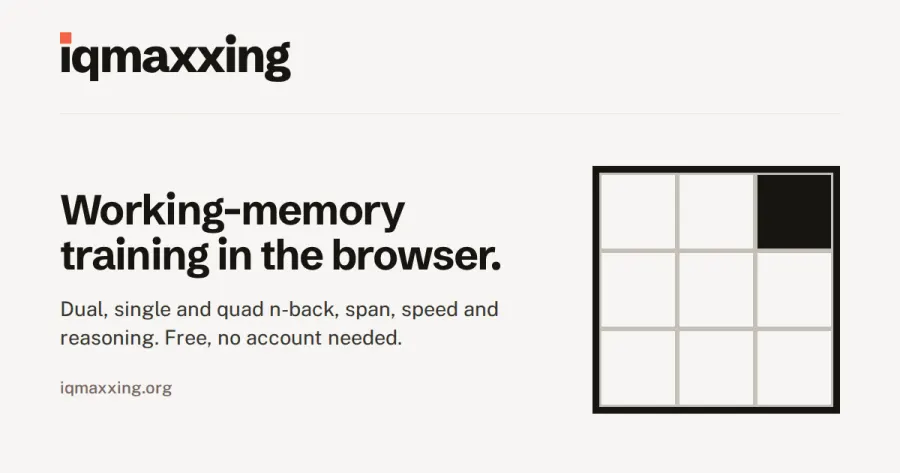 iqmaxxing
Working-memory
training in the browser.
Dual, single and quad n-back, span, speed and
reasoning. Free, no account needed.
iqmaxxing.org